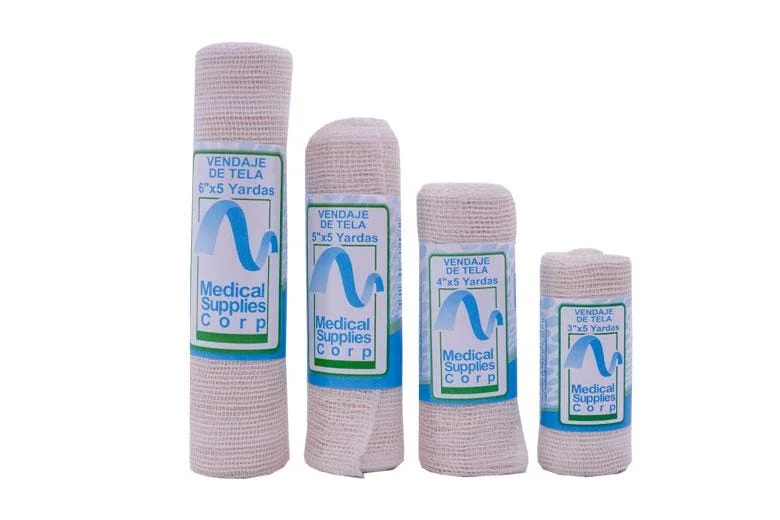 VENDAJE
DE TELA
6"x5 Yardas
Medical
Supplies
Corp
VENDAJE
DE TELA
5"x5 Yardas
Medical
Supplies
Corp
VENDAJE
DE TELA
4"x5 Yardas
Medical
Supplies
Corp
VENDAJE
DE TELA
3"x5 Yardas
Medical
Supplies
Corp